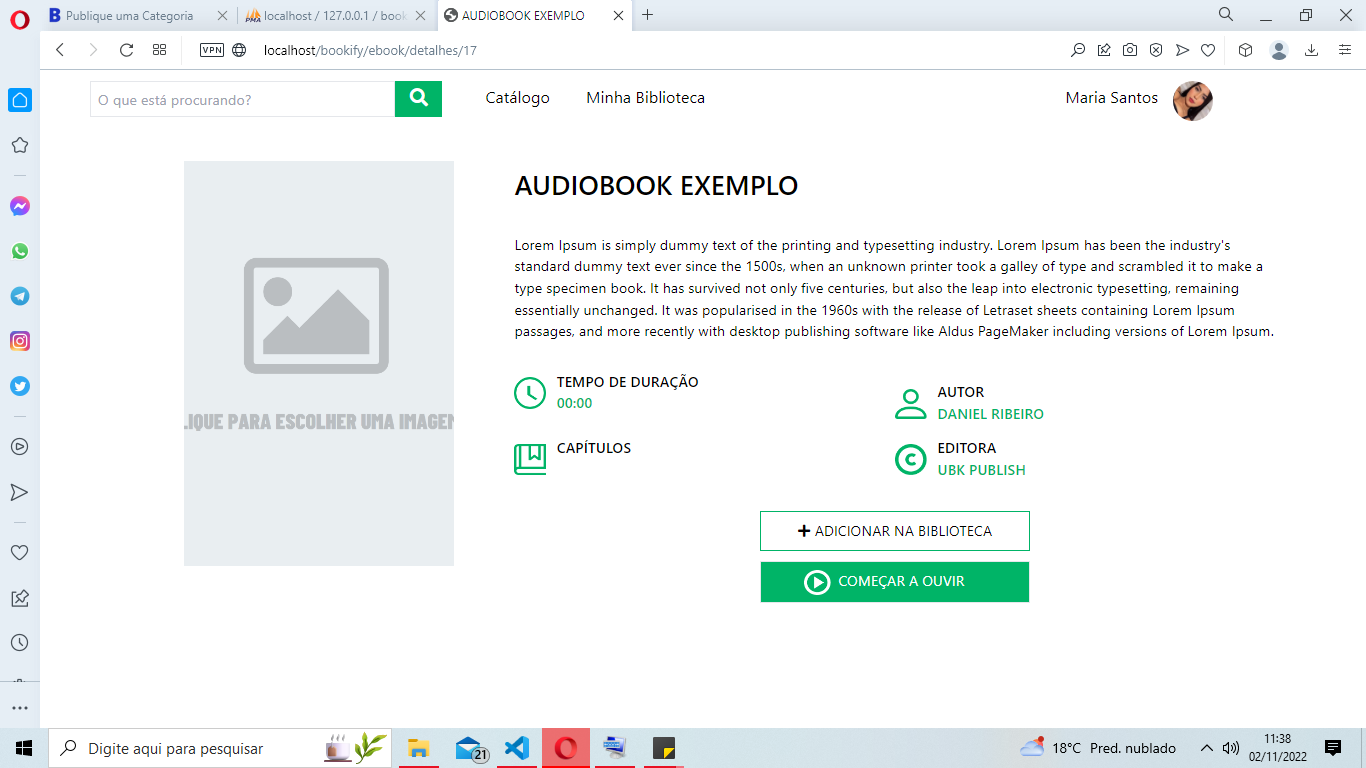 Publique uma Categoria
localhost / 127.0.0.1 / book
AUDIOBOOK EXEMPLO
VPN
localhost/bookify/ebook/detalhes/17
O que está procurando?
Catálogo
Minha Biblioteca
Maria Santos
AUDIOBOOK EXEMPLO
Lorem Ipsum is simply dummy text of the printing and typesetting industry. Lorem Ipsum has been the industry's
standard dummy text ever since the 1500s, when an unknown printer took a galley of type and scrambled it to make a
type specimen book. It has survived not only five centuries, but also the leap into electronic typesetting, remaining
essentially unchanged. It was popularised in the 1960s with the release of Letraset sheets containing Lorem Ipsum
passages, and more recently with desktop publishing software like Aldus PageMaker including versions of Lorem Ipsum.
LIQUE PARA ESCOLHER UMA IMAGEM
TEMPO DE DURAÇÃO
00:00
AUTOR
DANIEL RIBEIRO
CAPÍTULOS
EDITORA
UBK PUBLISH
ADICIONAR NA BIBLIOTECA
COMEÇAR A OUVIR
Digite aqui para pesquisar
21
18°C Pred. nublado
11:38
02/11/2022